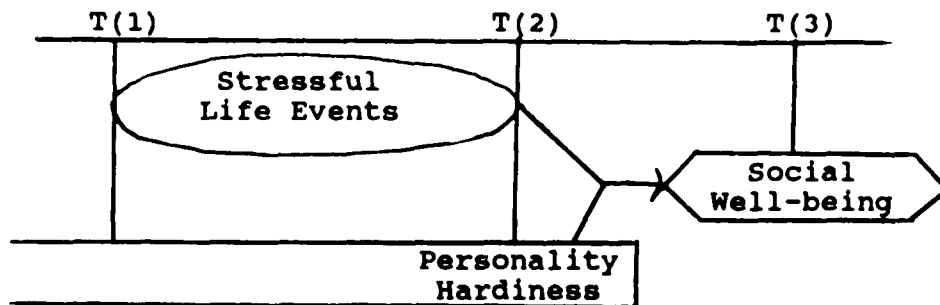 T(1) T(2) T(3)
Stressful
Life Events
Social
Well-being
Personality
Hardiness